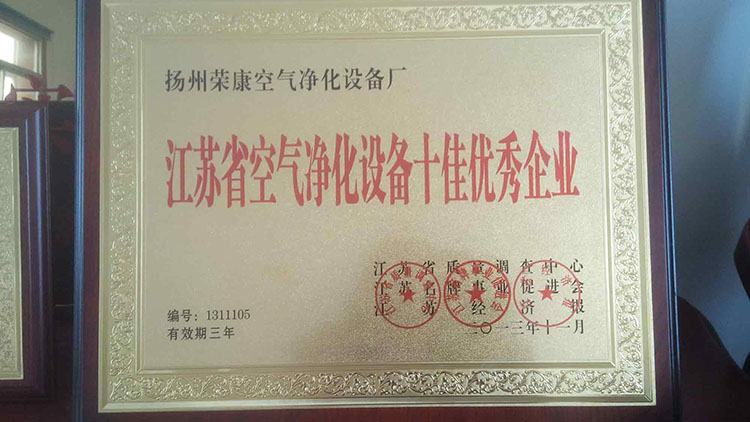 扬州荣康空气净化设备厂
江苏省空气净化设备十佳优秀企业
江苏省质量调查中心
江苏名牌事业促进会
江苏经济报
编号：1311105
有效期三年
二〇一三年十一月